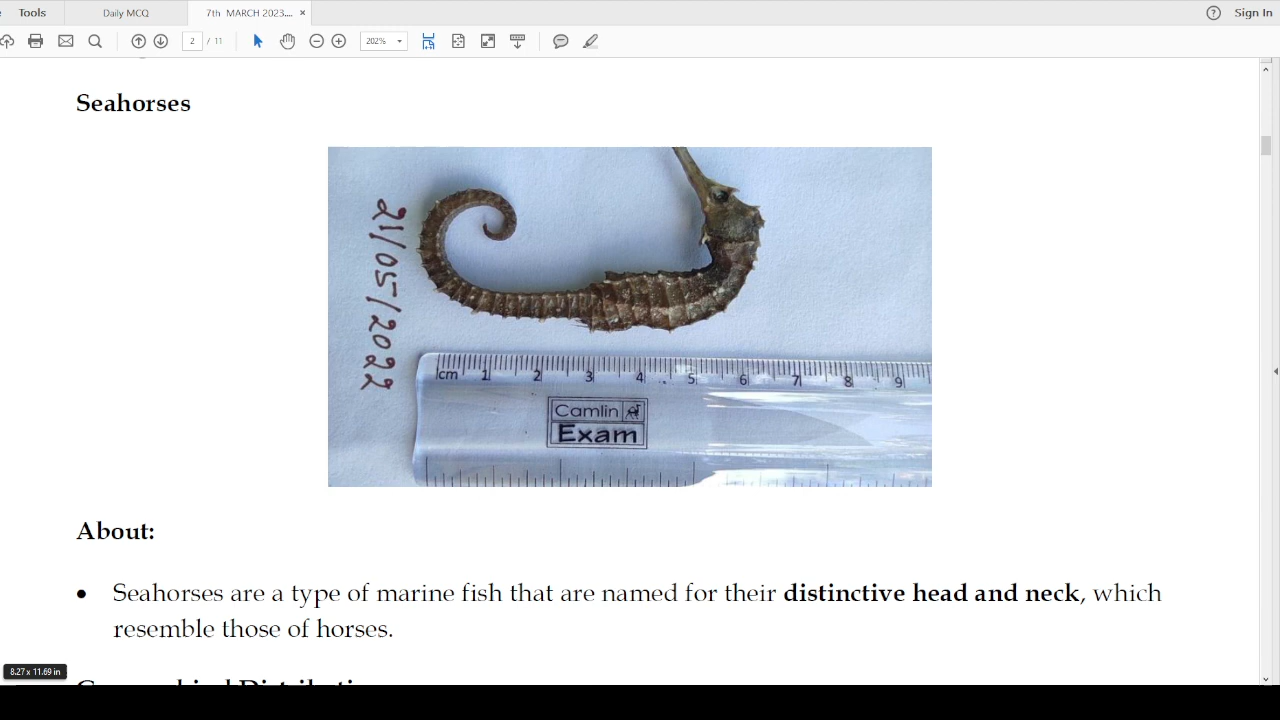 Tools
Daily MCQ
7th MARCH 2023....
Sign In
2 / 11
202%
Seahorses
21/05/2022
cm 1 2 3 4 5 6 7 8 9
Camlin
Exam
About:
• Seahorses are a type of marine fish that are named for their distinctive head and neck, which
resemble those of horses.
8.27 x 11.69 in